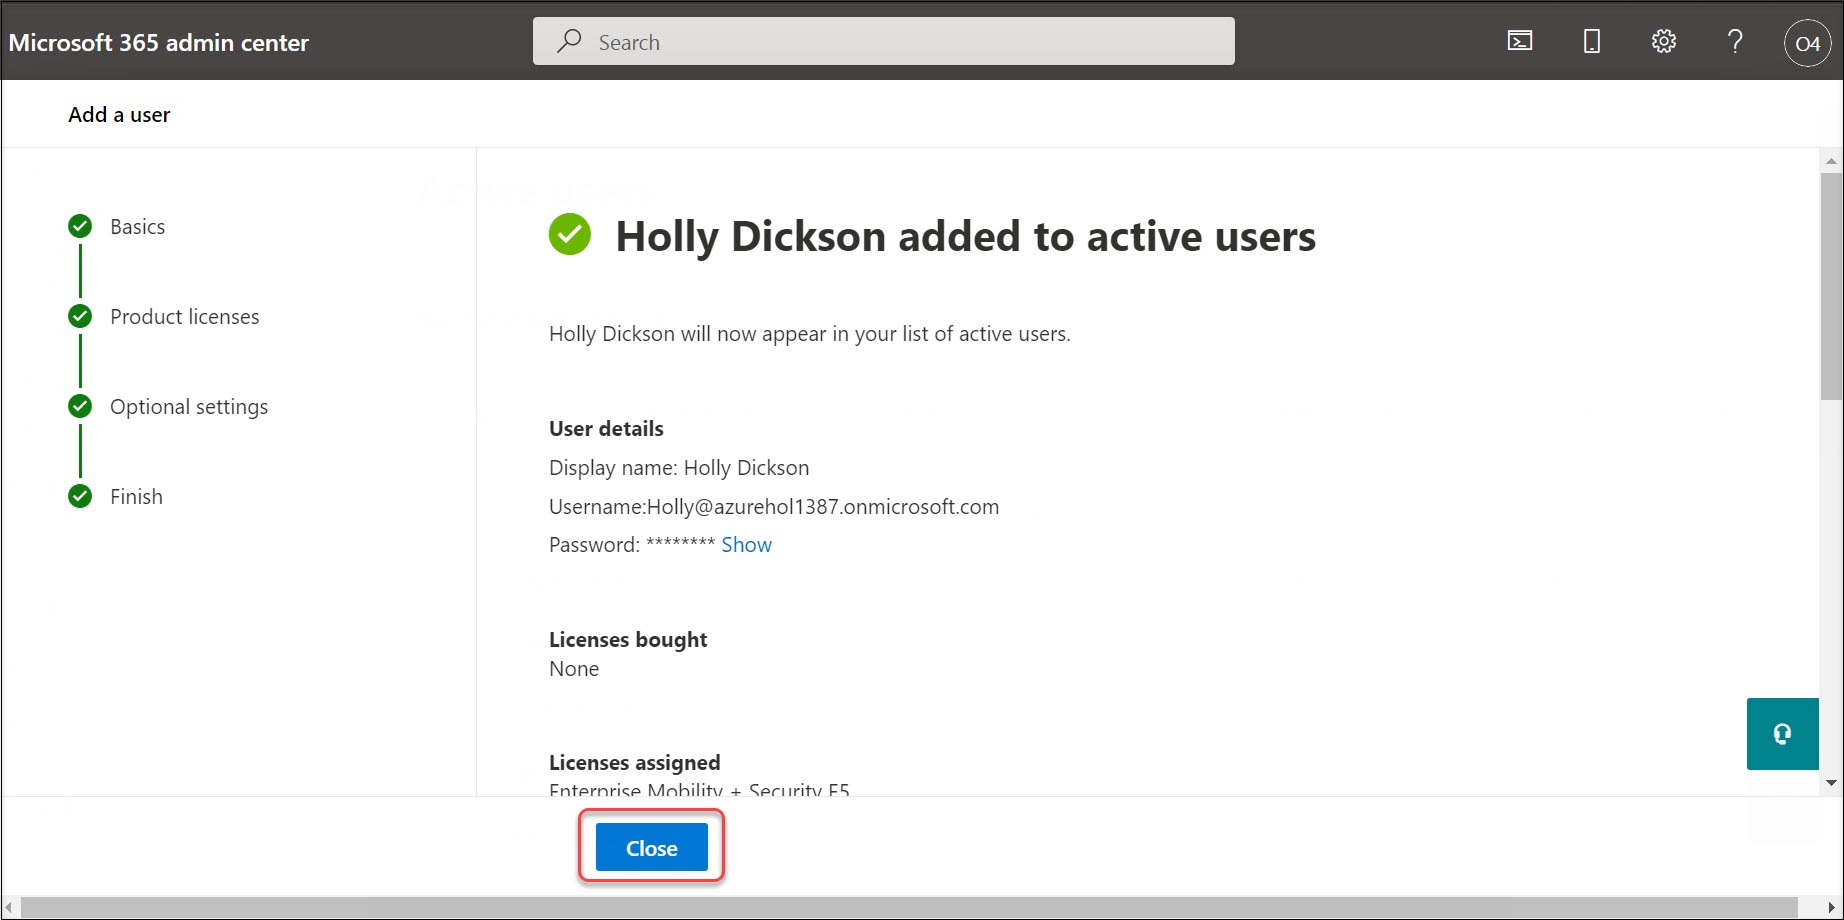 Microsoft 365 admin center
Search
O4
Add a user
Basics
Product licenses
Optional settings
Finish
Active users
Holly Dickson added to active users
Holly Dickson will now appear in your list of active users.
User details
Display name: Holly Dickson
Username:Holly@azurehol1387.onmicrosoft.com
Password: ******** Show
Licenses bought
None
Licenses assigned
Enterprise Mobility + Security E5
Close